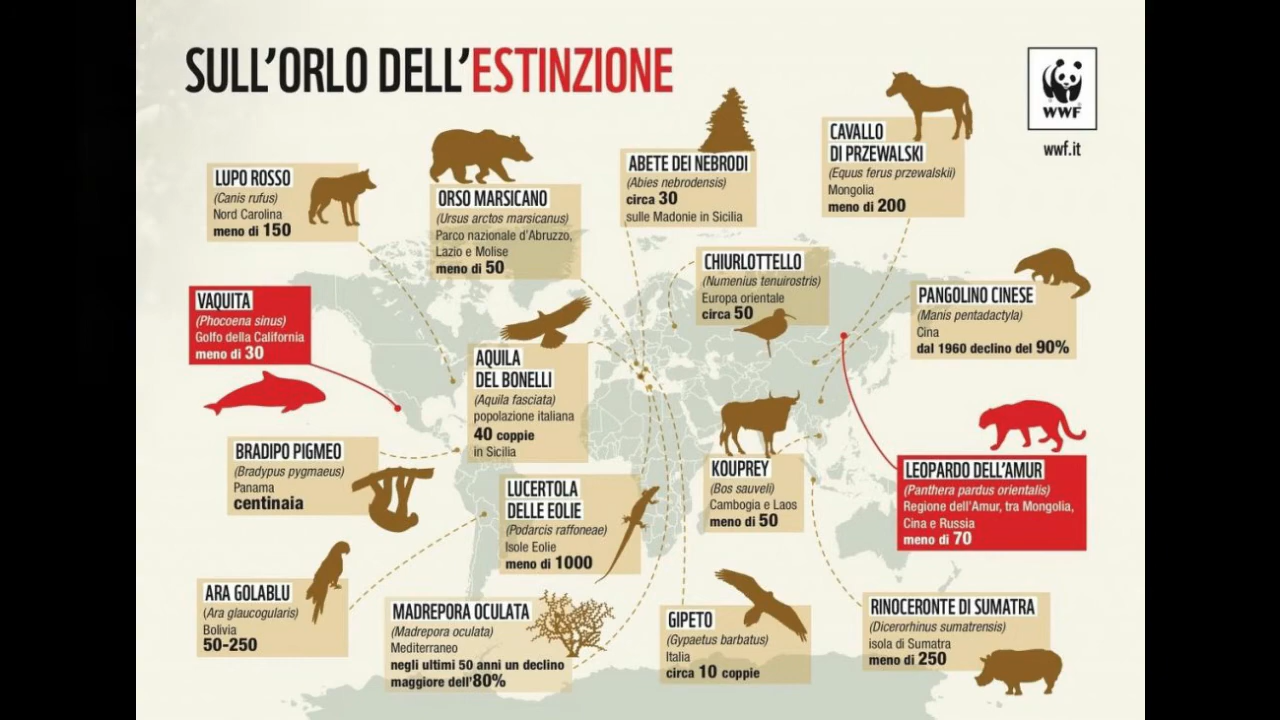 SULL'ORLO DELL'ESTINZIONE
WWF
wwf.it
LUPO ROSSO
(Canis rufus)
Nord Carolina
meno di 150
ORSO MARSICANO
(Ursus arctos marsicanus)
Parco nazionale d'Abruzzo,
Lazio e Molise
meno di 50
ABETE DEI NEBRODI
(Abies nebrodensis)
circa 30
sulle Madonie in Sicilia
CAVALLO
DI PRZEWALSKI
(Equus ferus przewalskii)
Mongolia
meno di 200
CHIURLOTTELLO
(Numenius tenuirostris)
Europa orientale
circa 50
PANGOLINO CINESE
(Manis pentadactyla)
Cina
dal 1960 declino del 90%
VAQUITA
(Phocoena sinus)
Golfo della California
meno di 30
AQUILA
DEL BONELLI
(Aquila fasciata)
popolazione italiana
40 coppie
in Sicilia
BRADIPO PIGMEO
(Bradypus pygmaeus)
Panama
centinaia
LUCERTOLA
DELLE EOLIE
(Podarcis raffoneae)
Isole Eolie
meno di 1000
KOUPREY
(Bos sauveli)
Cambogia e Laos
meno di 50
LEOPARDO DELL'AMUR
(Panthera pardus orientalis)
Regione dell'Amur, tra Mongolia,
Cina e Russia
meno di 70
ARA GOLABLU
(Ara glaucogularis)
Bolivia
50-250
MADREPORA OCULATA
(Madrepora oculata)
Mediterraneo
negli ultimi 50 anni un declino
maggiore dell'80%
GIPETO
(Gypaetus barbatus)
Italia
circa 10 coppie
RINOCERONTE DI SUMATRA
(Dicerorhinus sumatrensis)
isola di Sumatra
meno di 250